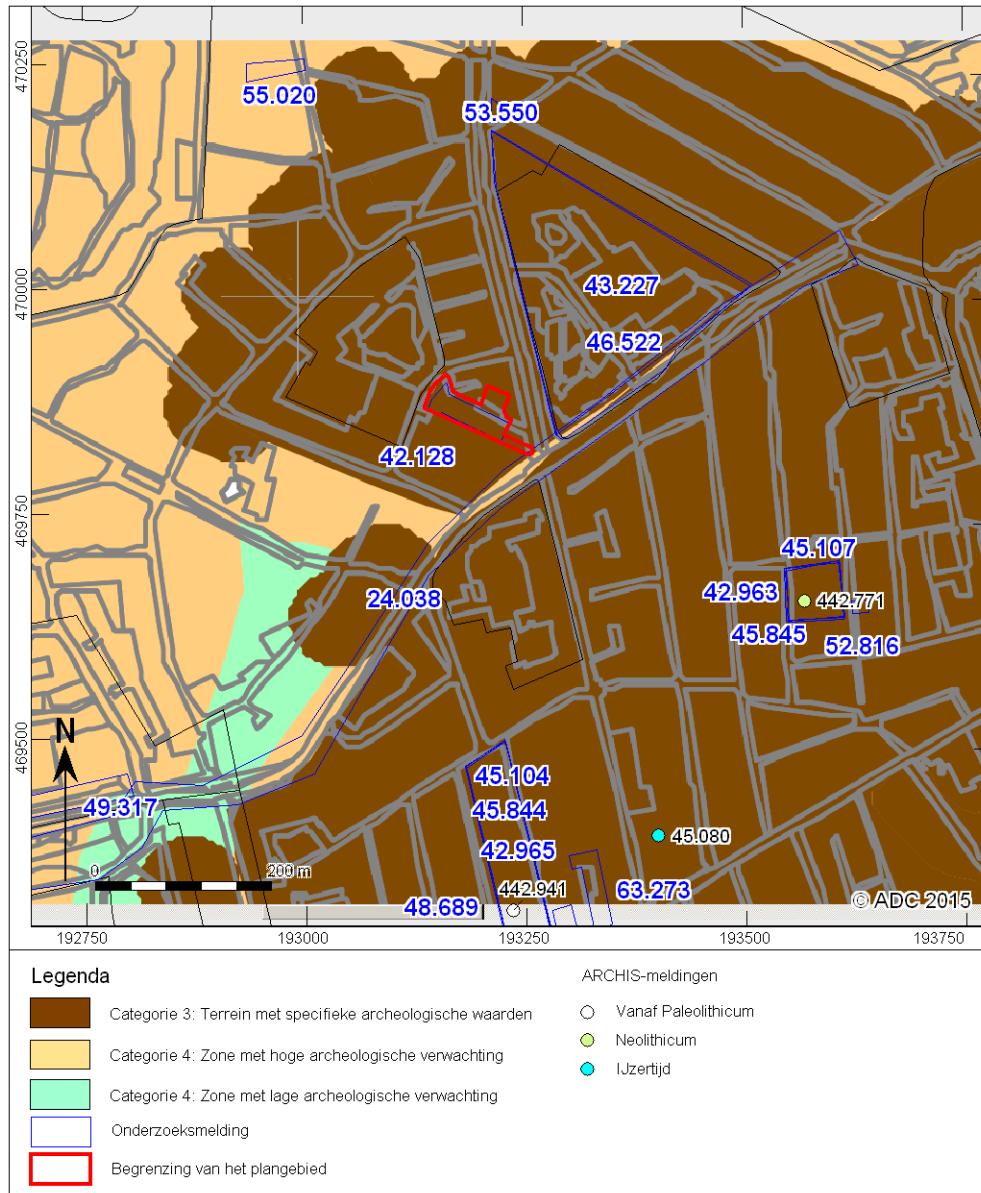 470250
55.020
53.550
470000
43.227
46.522
42.128
469750
45.107
24.038
42.963
442.771
45.845
52.816
N
469500
45.104
49.317
45.844
45.080
42.965
0
200 m
442.941
63.273
48.689
© ADC 2015
192750
193000
193250
193500
193750
Legenda
Categorie 3: Terrein met specifieke archeologische waarden
Categorie 4: Zone met hoge archeologische verwachting
Categorie 4: Zone met lage archeologische verwachting
Onderzoeksmelding
Begrenzing van het plangebied
ARCHIS-meldingen
Vanaf Paleolithicum
Neolithicum
IJzertijd